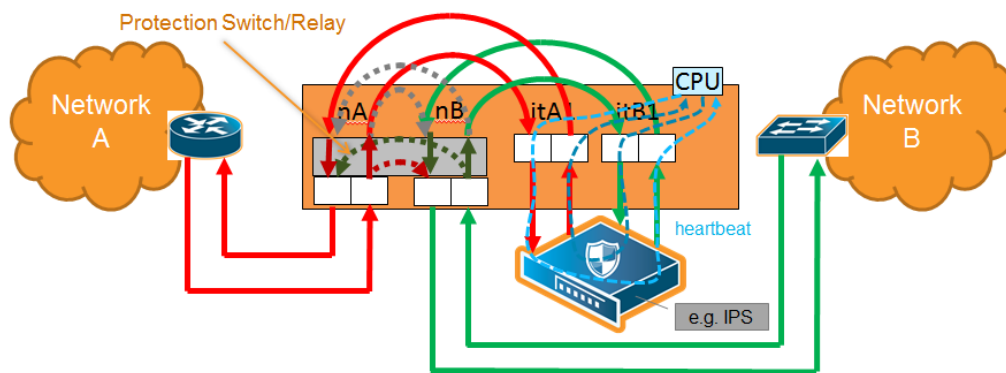 Protection Switch/Relay
Network
A
nA
nB
itA1
itB1
CPU
Network
B
heartbeat
e.g. IPS